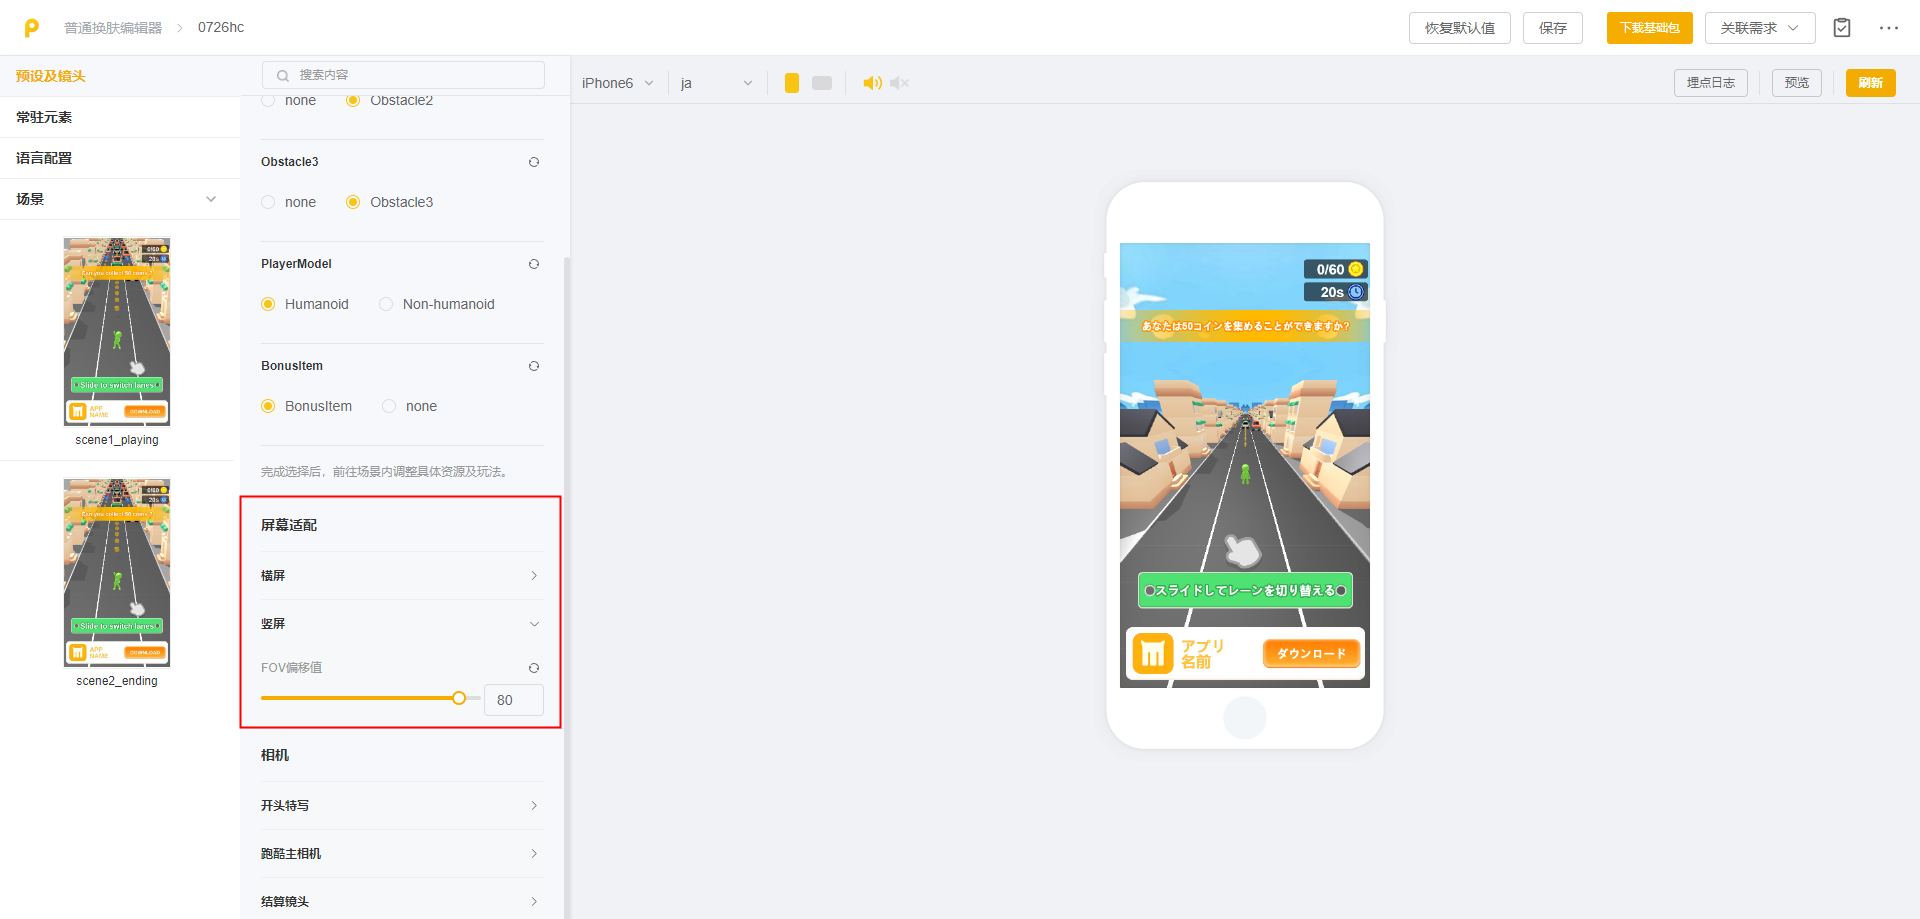 普通换肤编辑器 > 0726hc
恢复默认值
保存
下载基础包
关联需求
预设及镜头
常驻元素
语言配置
场景
0/60
20s
Can you collect 50 coins ?
Slide to switch lanes
APP
NAME
DOWNLOAD
scene1_playing
0/60
20s
Can you collect 50 coins ?
Slide to switch lanes
APP
NAME
DOWNLOAD
scene2_ending
搜索内容
none
Obstacle2
Obstacle3
none
Obstacle3
PlayerModel
Humanoid
Non-humanoid
BonusItem
BonusItem
none
完成选择后，前往场景内调整具体资源及玩法。
屏幕适配
横屏
竖屏
FOV偏移值
80
相机
开头特写
跑酷主相机
结算镜头
iPhone6
ja
埋点日志
预览
刷新
0/60
20s
あなたは50コインを集めることができますか?
スライドしてレーンを切り替える
アプリ
名前
ダウンロード